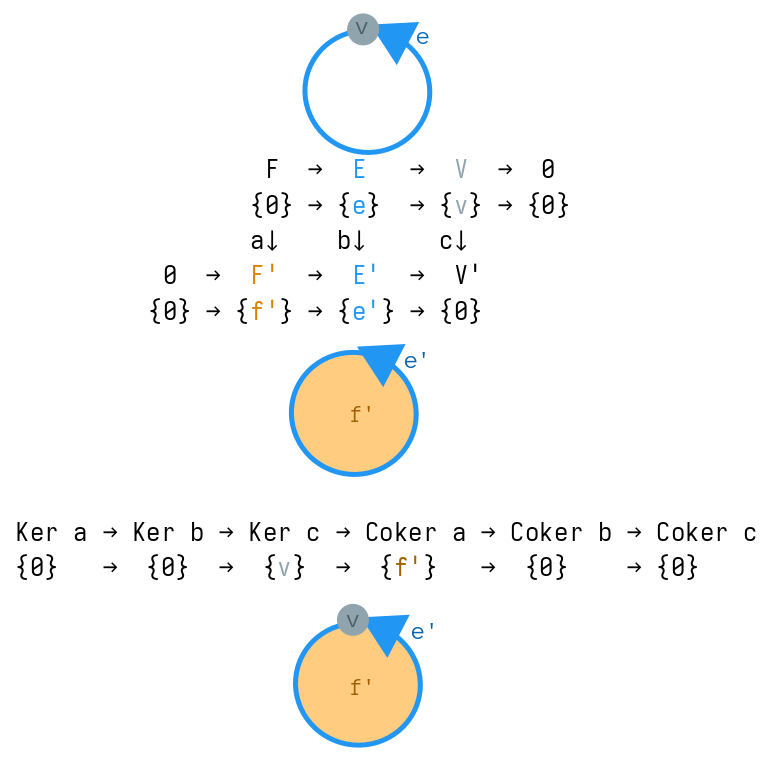 v
e
F → E → V → 0
{0} → {e} → {v} → {0}
a↓ b↓ c↓
0 → F' → E' → V'
{0} → {f'} → {e'} → {0}
e'
f'
Ker a → Ker b → Ker c → Coker a → Coker b → Coker c
{0} → {0} → {v} → {f'} → {0} → {0}
v
e'
f'